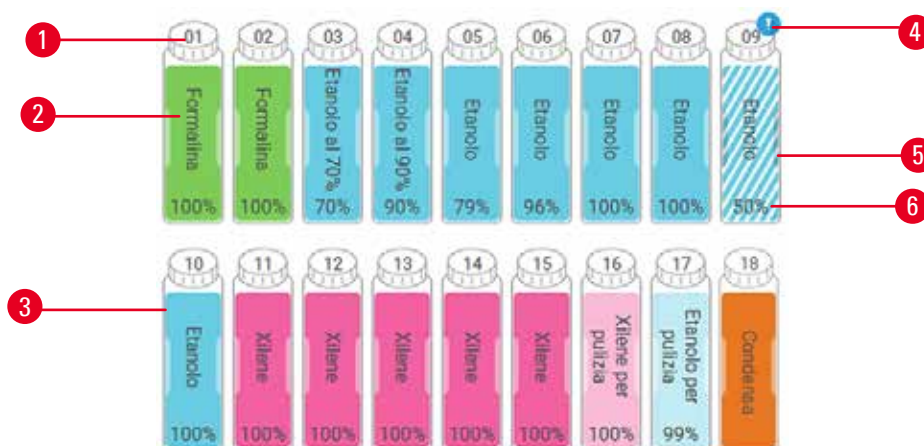 1
01 02 03 04 05 06 07 08 09
4
2
Formalina
Formalina
Etanolo al 70%
Etanolo al 90%
Etanolo
Etanolo
Etanolo
Etanolo
Etanolo
5
100% 100% 70% 90% 79% 96% 100% 100% 50%
6
10 11 12 13 14 15 16 17 18
3
Etanolo
Xilene
Xilene
Xilene
Xilene
Xilene
Xilene per
pulizia
Etanolo per
pulizia
Condensa
100% 100% 100% 100% 100% 100% 100% 99%